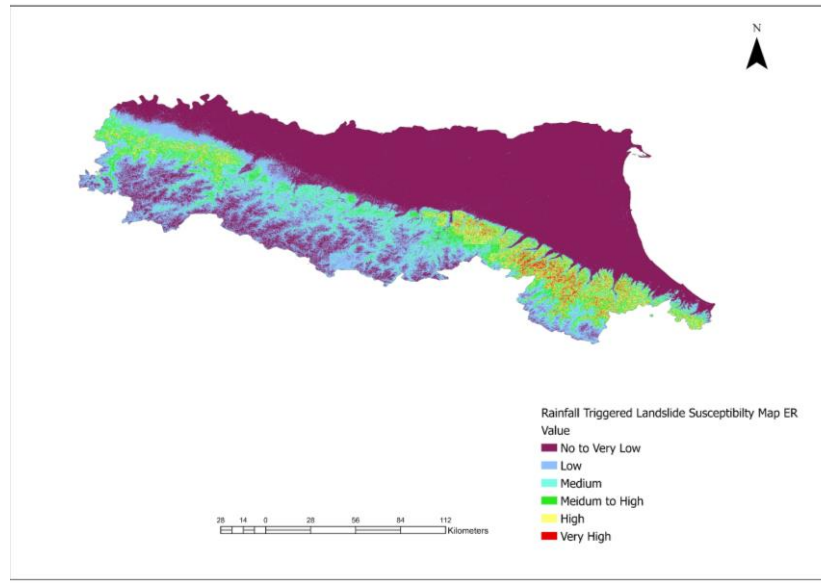 N
Rainfall Triggered Landslide Susceptibilty Map ER
Value
No to Very Low
Low
Medium
Meidum to High
High
Very High
28 14 0 28 56 84 112
Kilometers